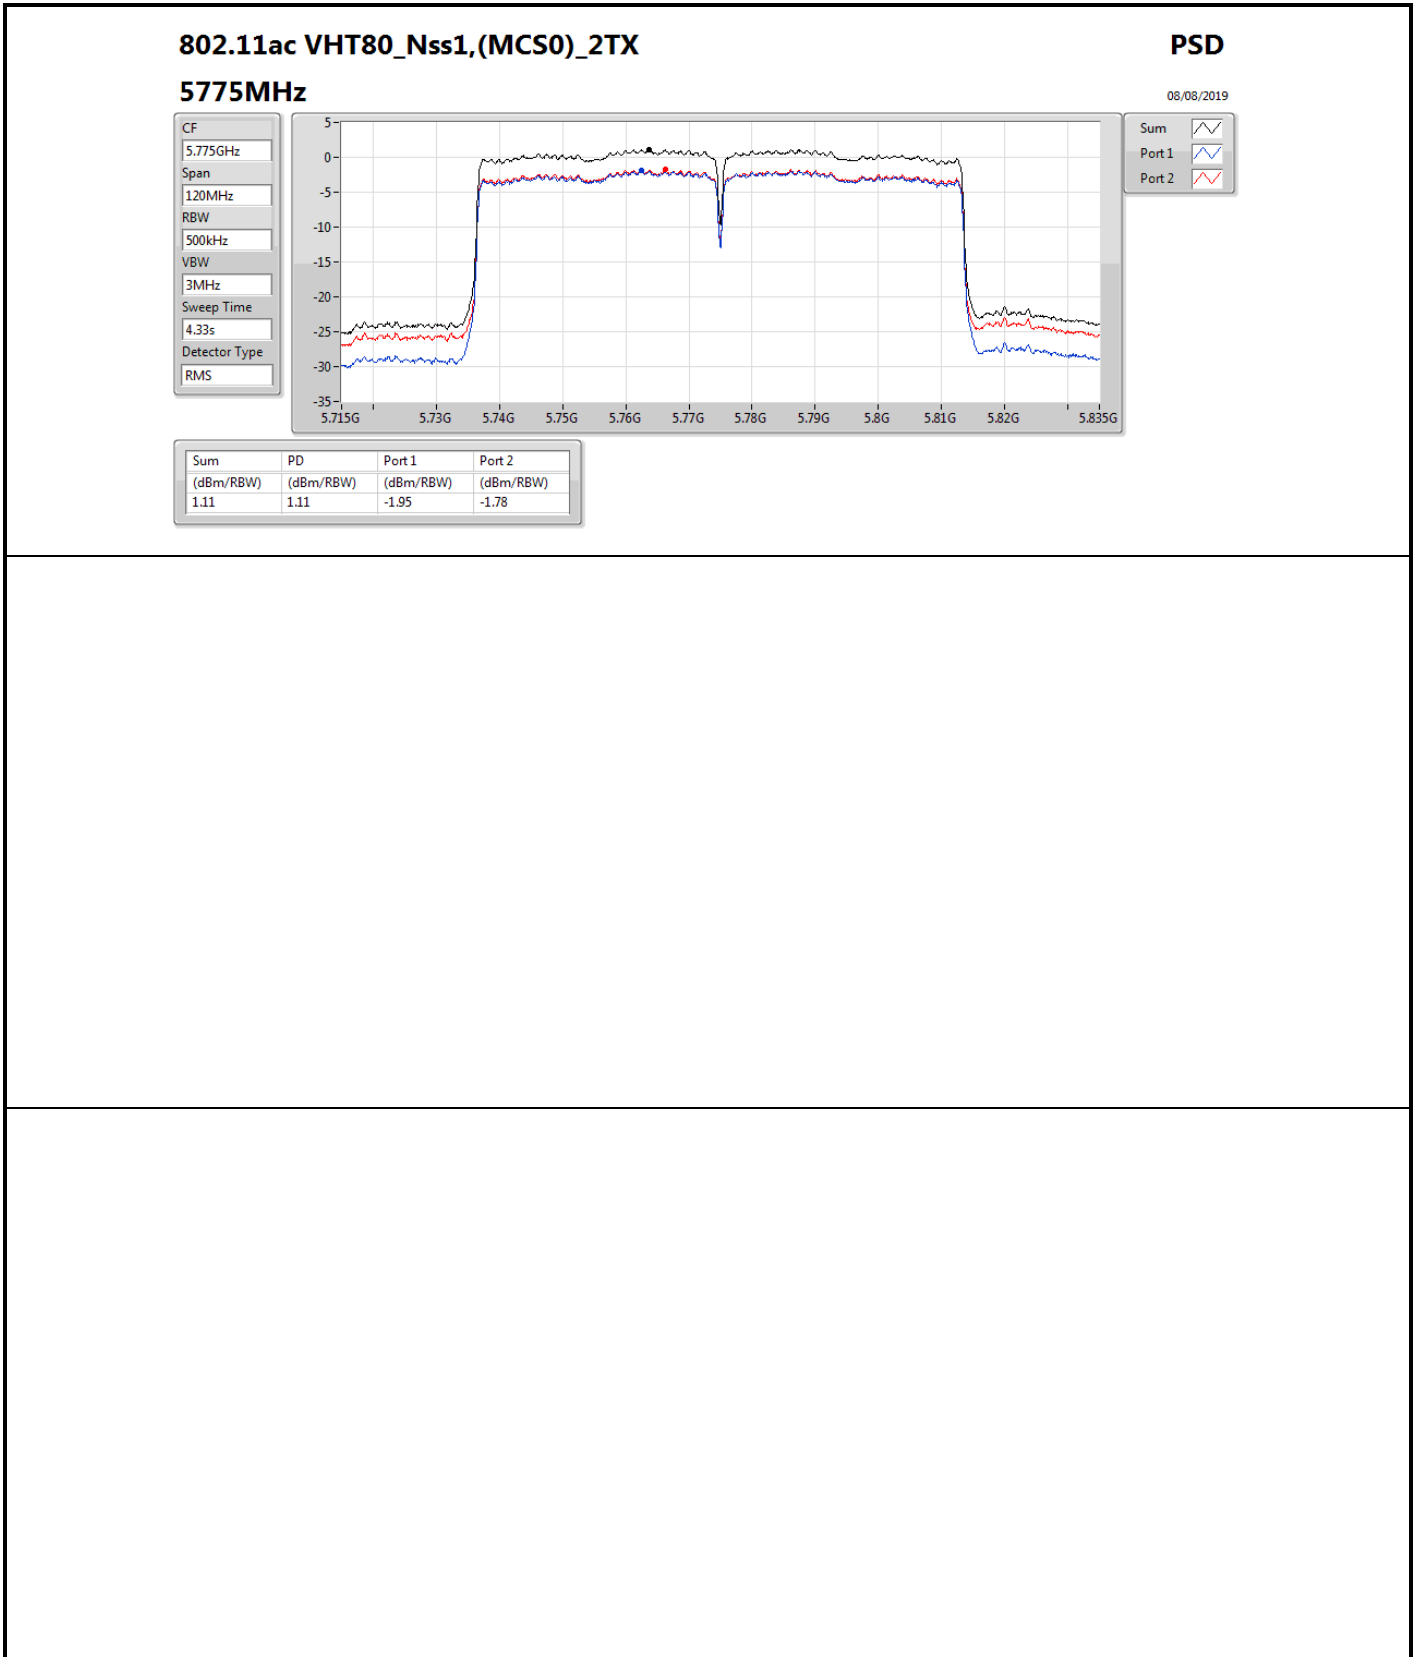 802.11ac VHT80_Nss1,(MCS0)_2TX
PSD
5775MHz
08/08/2019
CF
5.775GHz
Span
120MHz
RBW
500kHz
VBW
3MHz
Sweep Time
4.33s
Detector Type
RMS
5
0
-5
-10
-15
-20
-25
-30
-35
5.715G 5.73G 5.74G 5.75G 5.76G 5.77G 5.78G 5.79G 5.8G 5.81G 5.82G 5.835G
Sum
Port 1
Port 2
Sum PD Port 1 Port 2
(dBm/RBW) (dBm/RBW) (dBm/RBW) (dBm/RBW)
1.11 1.11 -1.95 -1.78